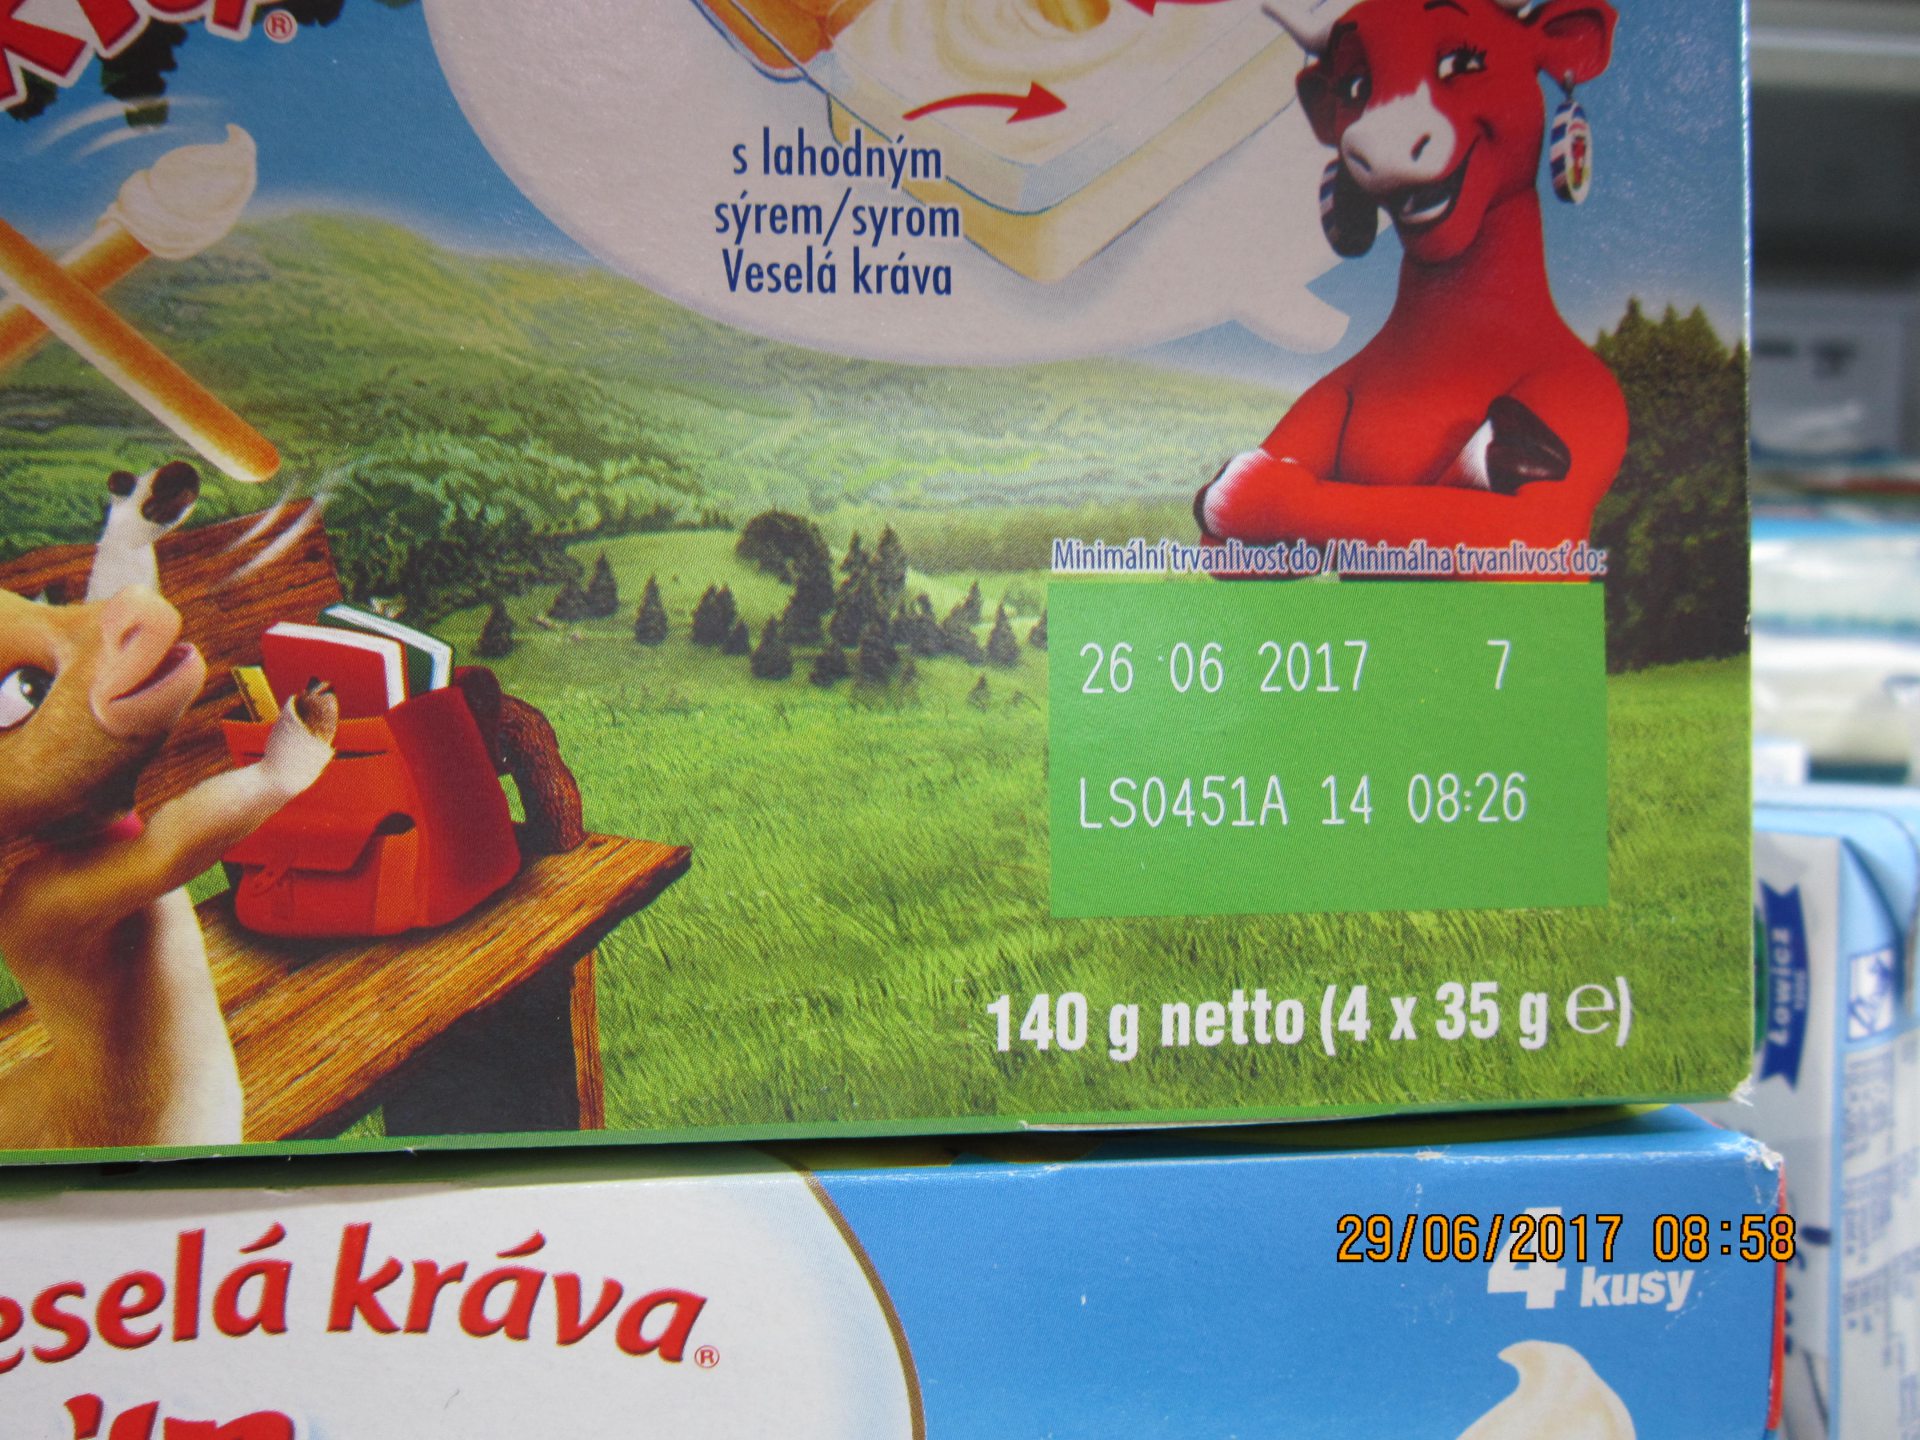 ®
s lahodným
sýrem/syrom
Veselá kráva
Minimální trvanlivost do / Minimálna trvanlivosť do:
26 06 2017 7
LS0451A 14 08:26
140 g netto (4 x 35 g ℮)
Łowicz
29/06/2017 08:58
4
kusy
eselá kráva®